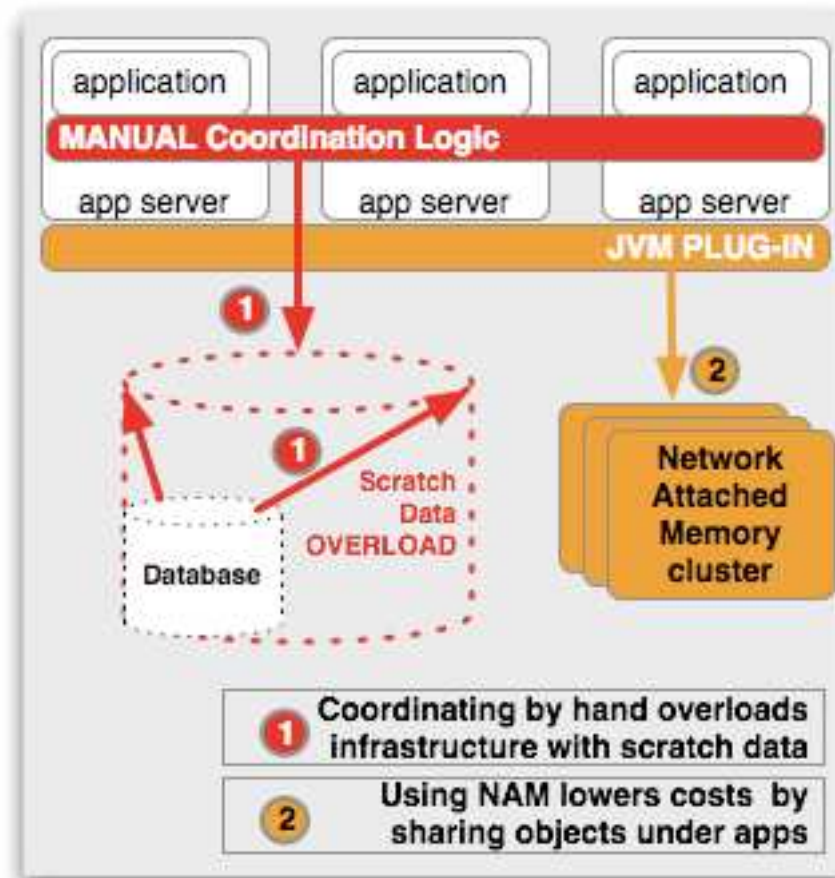 application
application
application
MANUAL Coordination Logic
app server
app server
app server
JVM PLUG-IN
1
2
1
Scratch
Data
OVERLOAD
Database
Network
Attached
Memory
cluster
1
Coordinating by hand overloads
infrastructure with scratch data
2
Using NAM lowers costs by
sharing objects under apps